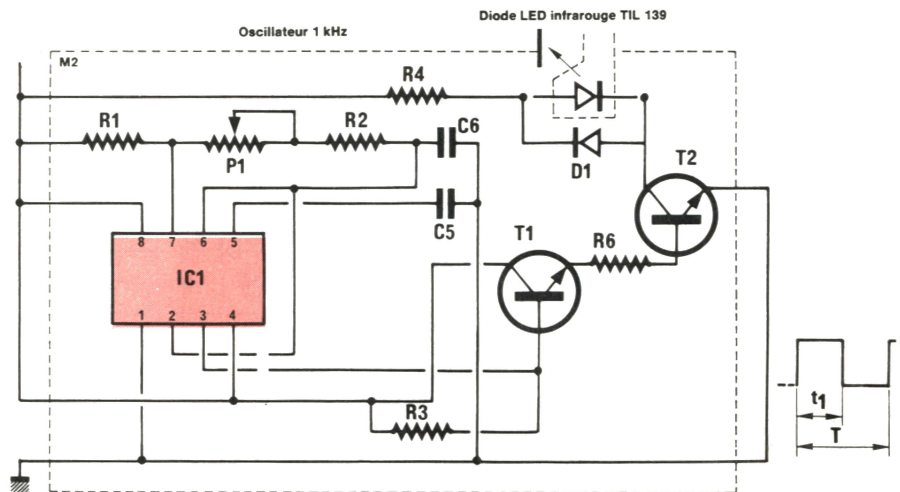 Diode LED infrarouge TIL 139
Oscillateur 1 kHz
M2
R4
R1
P1
R2
C6
D1
T2
C5
T1
R6
8 7 6 5
IC1
1 2 3 4
R3
t1
T